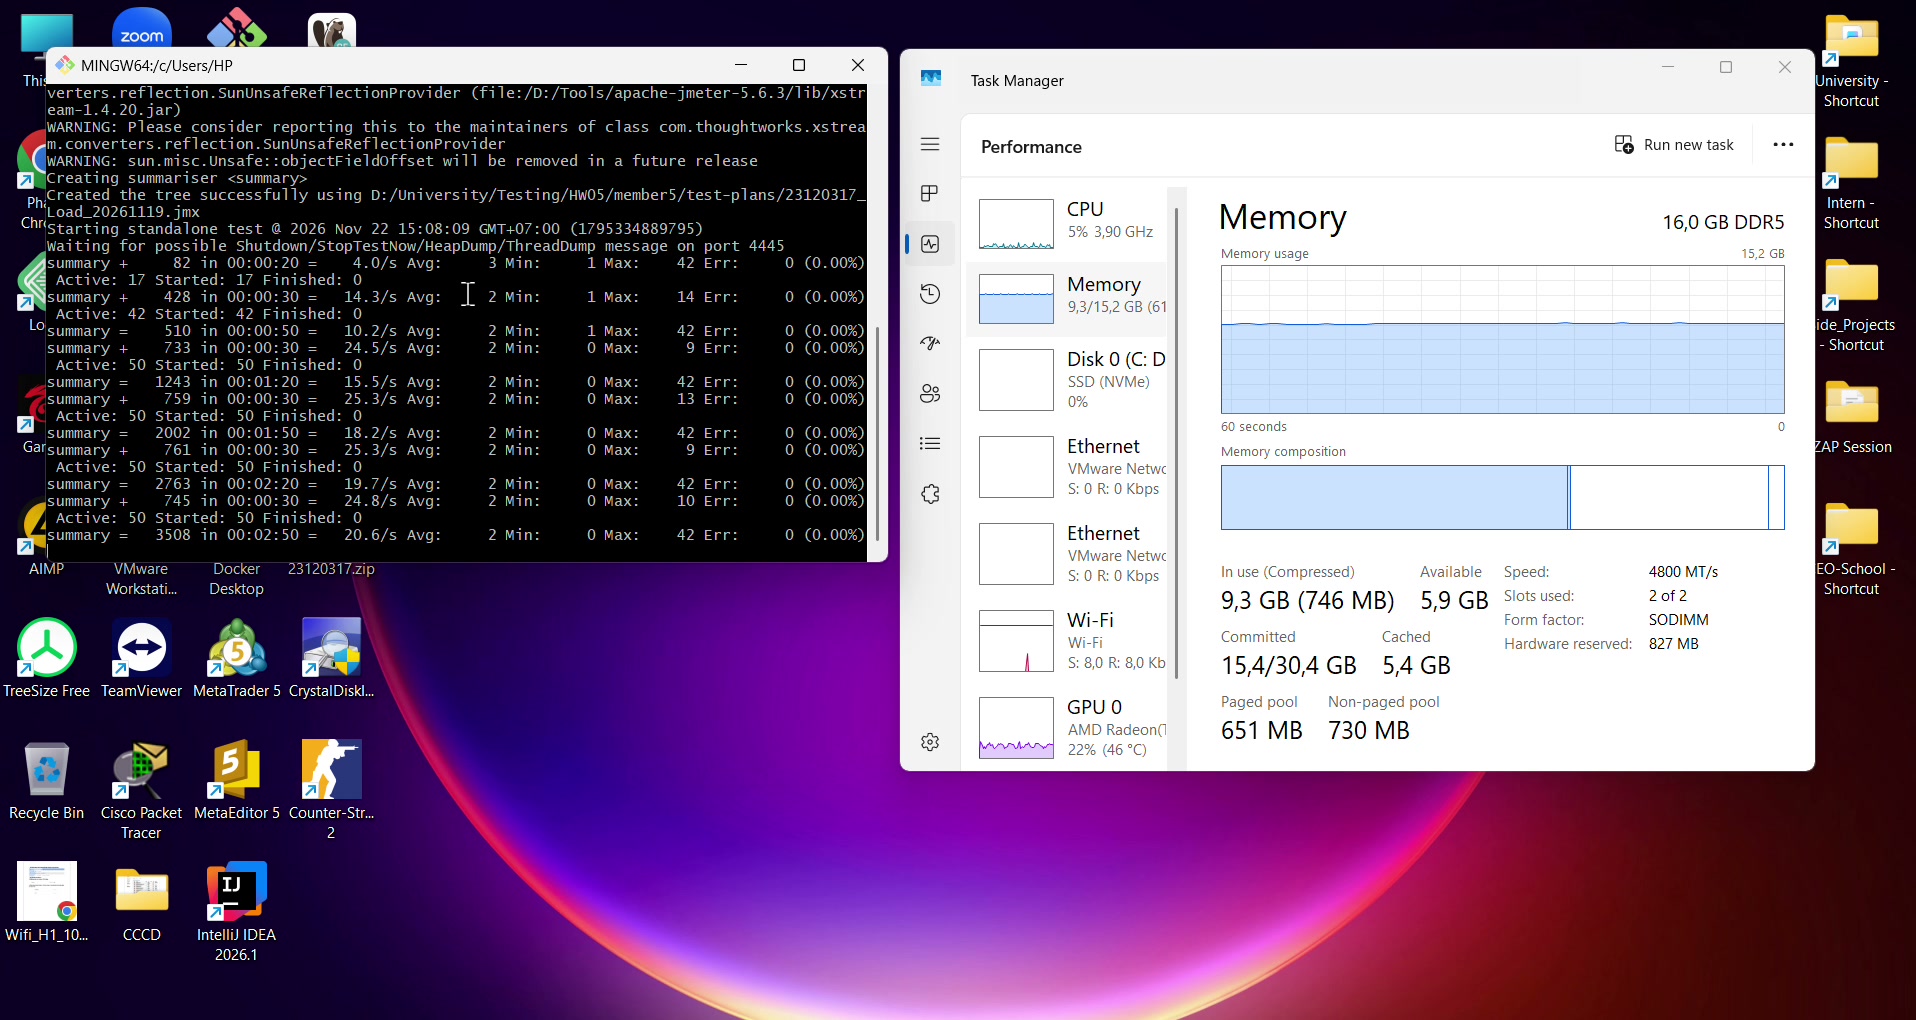 zoom
This
Pha
Chro
Lo
Gar
MINGW64:/c/Users/HP
verters.reflection.SunUnsafeReflectionProvider (file:/D:/Tools/apache-jmeter-5.6.3/lib/xstr
eam-1.4.20.jar)
WARNING: Please consider reporting this to the maintainers of class com.thoughtworks.xstrea
m.converters.reflection.SunUnsafeReflectionProvider
WARNING: sun.misc.Unsafe::objectFieldOffset will be removed in a future release
Creating summariser <summary>
Created the tree successfully using D:/University/Testing/HW05/member5/test-plans/23120317_
Load_20261119.jmx
Starting standalone test @ 2026 Nov 22 15:08:09 GMT+07:00 (1795334889795)
Waiting for possible Shutdown/StopTestNow/HeapDump/ThreadDump message on port 4445
summary +     82 in 00:00:20 =    4.0/s Avg:     3 Min:     1 Max:    42 Err:     0 (0.00%)
Active: 17 Started: 17 Finished: 0
summary +    428 in 00:00:30 =   14.3/s Avg:     2 Min:     1 Max:    14 Err:     0 (0.00%)
Active: 42 Started: 42 Finished: 0
summary =    510 in 00:00:50 =   10.2/s Avg:     2 Min:     1 Max:    42 Err:     0 (0.00%)
summary +    733 in 00:00:30 =   24.5/s Avg:     2 Min:     0 Max:     9 Err:     0 (0.00%)
Active: 50 Started: 50 Finished: 0
summary =   1243 in 00:01:20 =   15.5/s Avg:     2 Min:     0 Max:    42 Err:     0 (0.00%)
summary +    759 in 00:00:30 =   25.3/s Avg:     2 Min:     0 Max:    13 Err:     0 (0.00%)
Active: 50 Started: 50 Finished: 0
summary =   2002 in 00:01:50 =   18.2/s Avg:     2 Min:     0 Max:    42 Err:     0 (0.00%)
summary +    761 in 00:00:30 =   25.3/s Avg:     2 Min:     0 Max:     9 Err:     0 (0.00%)
Active: 50 Started: 50 Finished: 0
summary =   2763 in 00:02:20 =   19.7/s Avg:     2 Min:     0 Max:    42 Err:     0 (0.00%)
summary +    745 in 00:00:30 =   24.8/s Avg:     2 Min:     0 Max:    10 Err:     0 (0.00%)
Active: 50 Started: 50 Finished: 0
summary =   3508 in 00:02:50 =   20.6/s Avg:     2 Min:     0 Max:    42 Err:     0 (0.00%)
AIMP
VMware
Workstati...
Docker
Desktop
23120317.zip
TreeSize Free
TeamViewer
MetaTrader 5
CrystalDiskI...
Recycle Bin
Cisco Packet
Tracer
MetaEditor 5
Counter-Str...
2
Wifi_H1_10...
CCCD
IntelliJ IDEA
2026.1
Task Manager
Performance
Run new task
CPU
5% 3,90 GHz
Memory
9,3/15,2 GB (61
Disk 0 (C: D
SSD (NVMe)
0%
Ethernet
VMware Netwo
S: 0 R: 0 Kbps
Ethernet
VMware Netwo
S: 0 R: 0 Kbps
Wi-Fi
Wi-Fi
S: 8,0 R: 8,0 Kb
GPU 0
AMD Radeon(T
22% (46 °C)
Memory
16,0 GB DDR5
Memory usage
15,2 GB
60 seconds
0
Memory composition
In use (Compressed)
9,3 GB (746 MB)
Available
5,9 GB
Committed
15,4/30,4 GB
Cached
5,4 GB
Paged pool
651 MB
Non-paged pool
730 MB
Speed: 4800 MT/s
Slots used: 2 of 2
Form factor: SODIMM
Hardware reserved: 827 MB
University -
Shortcut
Intern -
Shortcut
ide_Projects
- Shortcut
ZAP Session
EO-School -
Shortcut